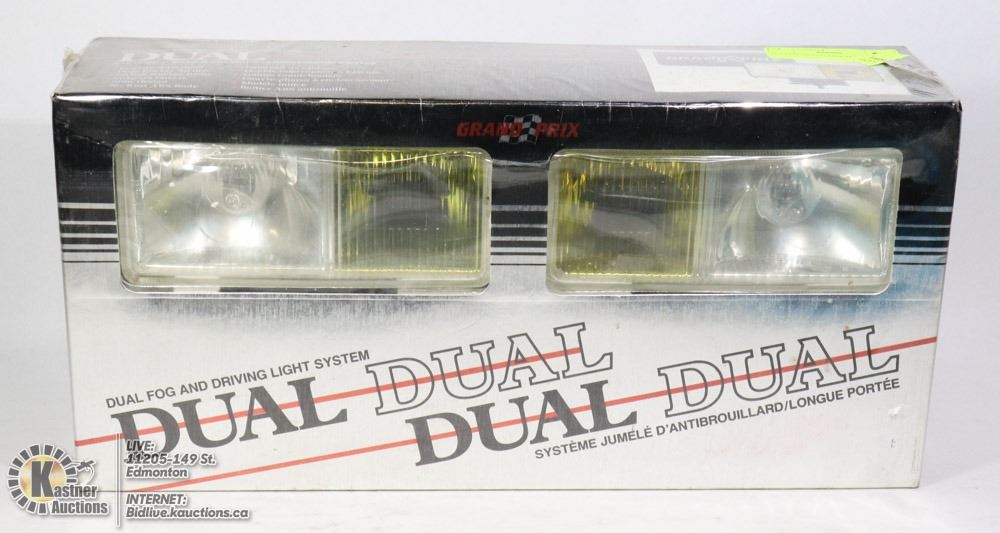 DUAL
GRAND PRIX
DUAL FOG AND DRIVING LIGHT SYSTEM
DUAL DUAL
DUAL DUAL
SYSTÈME JUMELÉ D'ANTIBROUILLARD/LONGUE PORTÉE
Kastner
Auctions
LIVE:
11205-149 St.
Edmonton
INTERNET:
Bidlive.kauctions.ca